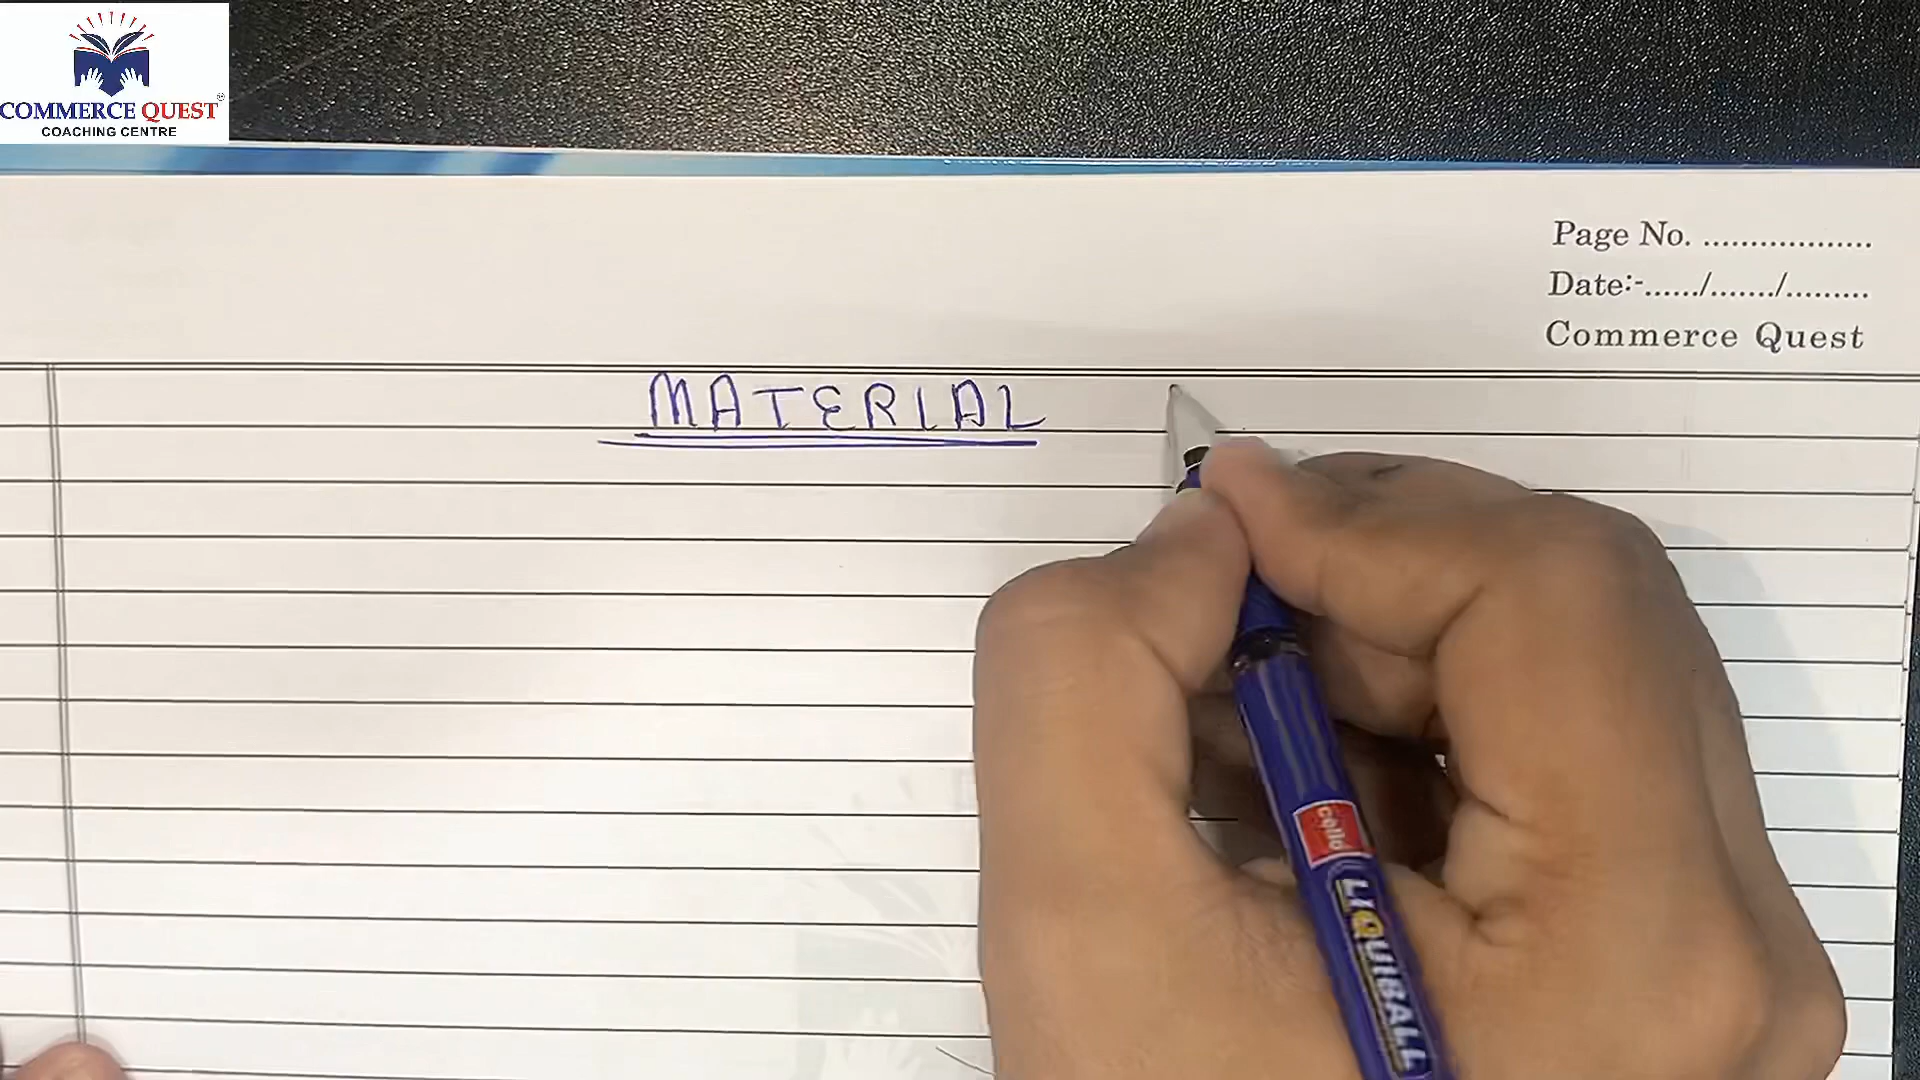 COMMERCE QUEST
COACHING CENTRE
Page No. ...................
Date:-....../......./.........
Commerce Quest
MATERIAL
cello
LIQUIBALL